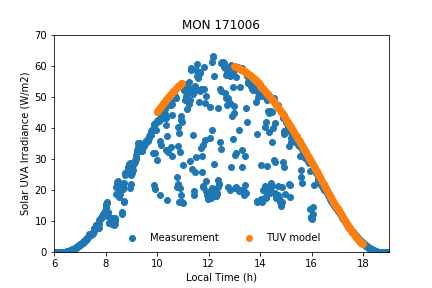 MON 171006
Solar UVA Irradiance (W/m2)
70
60
50
40
30
20
10
0
Measurement
TUV model
6 8 10 12 14 16 18
Local Time (h)